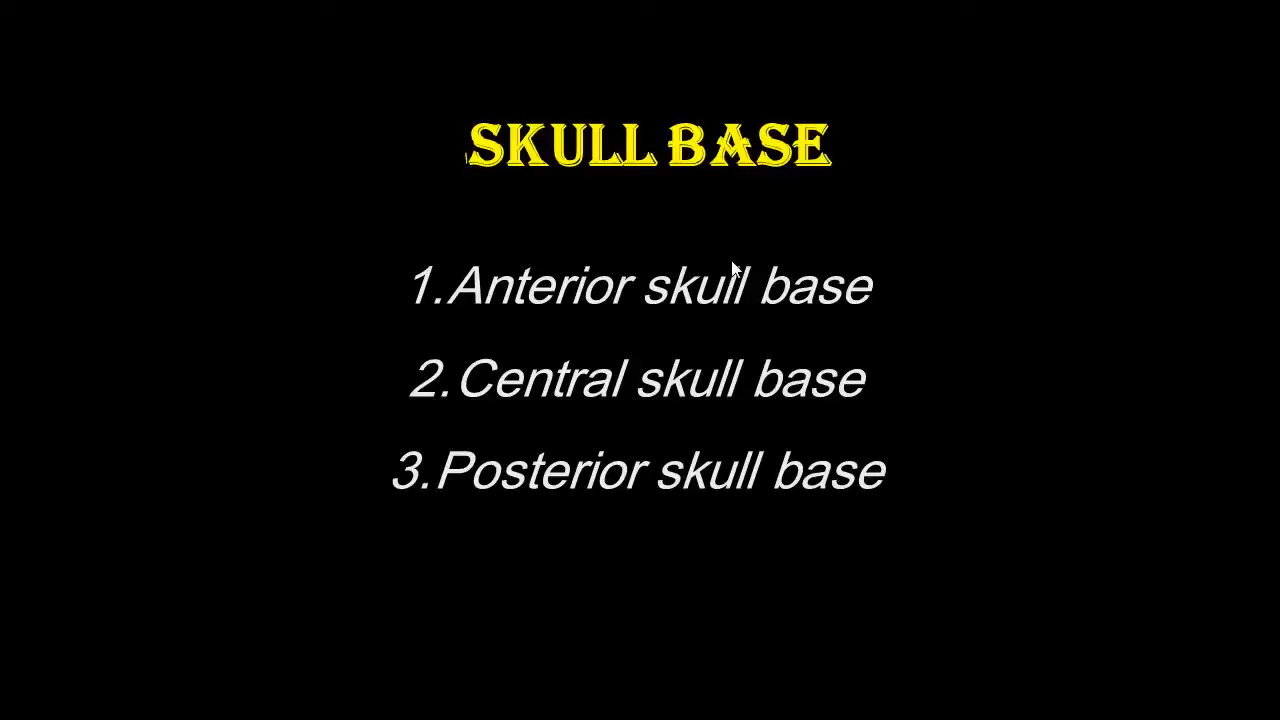 SKULL BASE
1. Anterior skull base
2. Central skull base
3. Posterior skull base